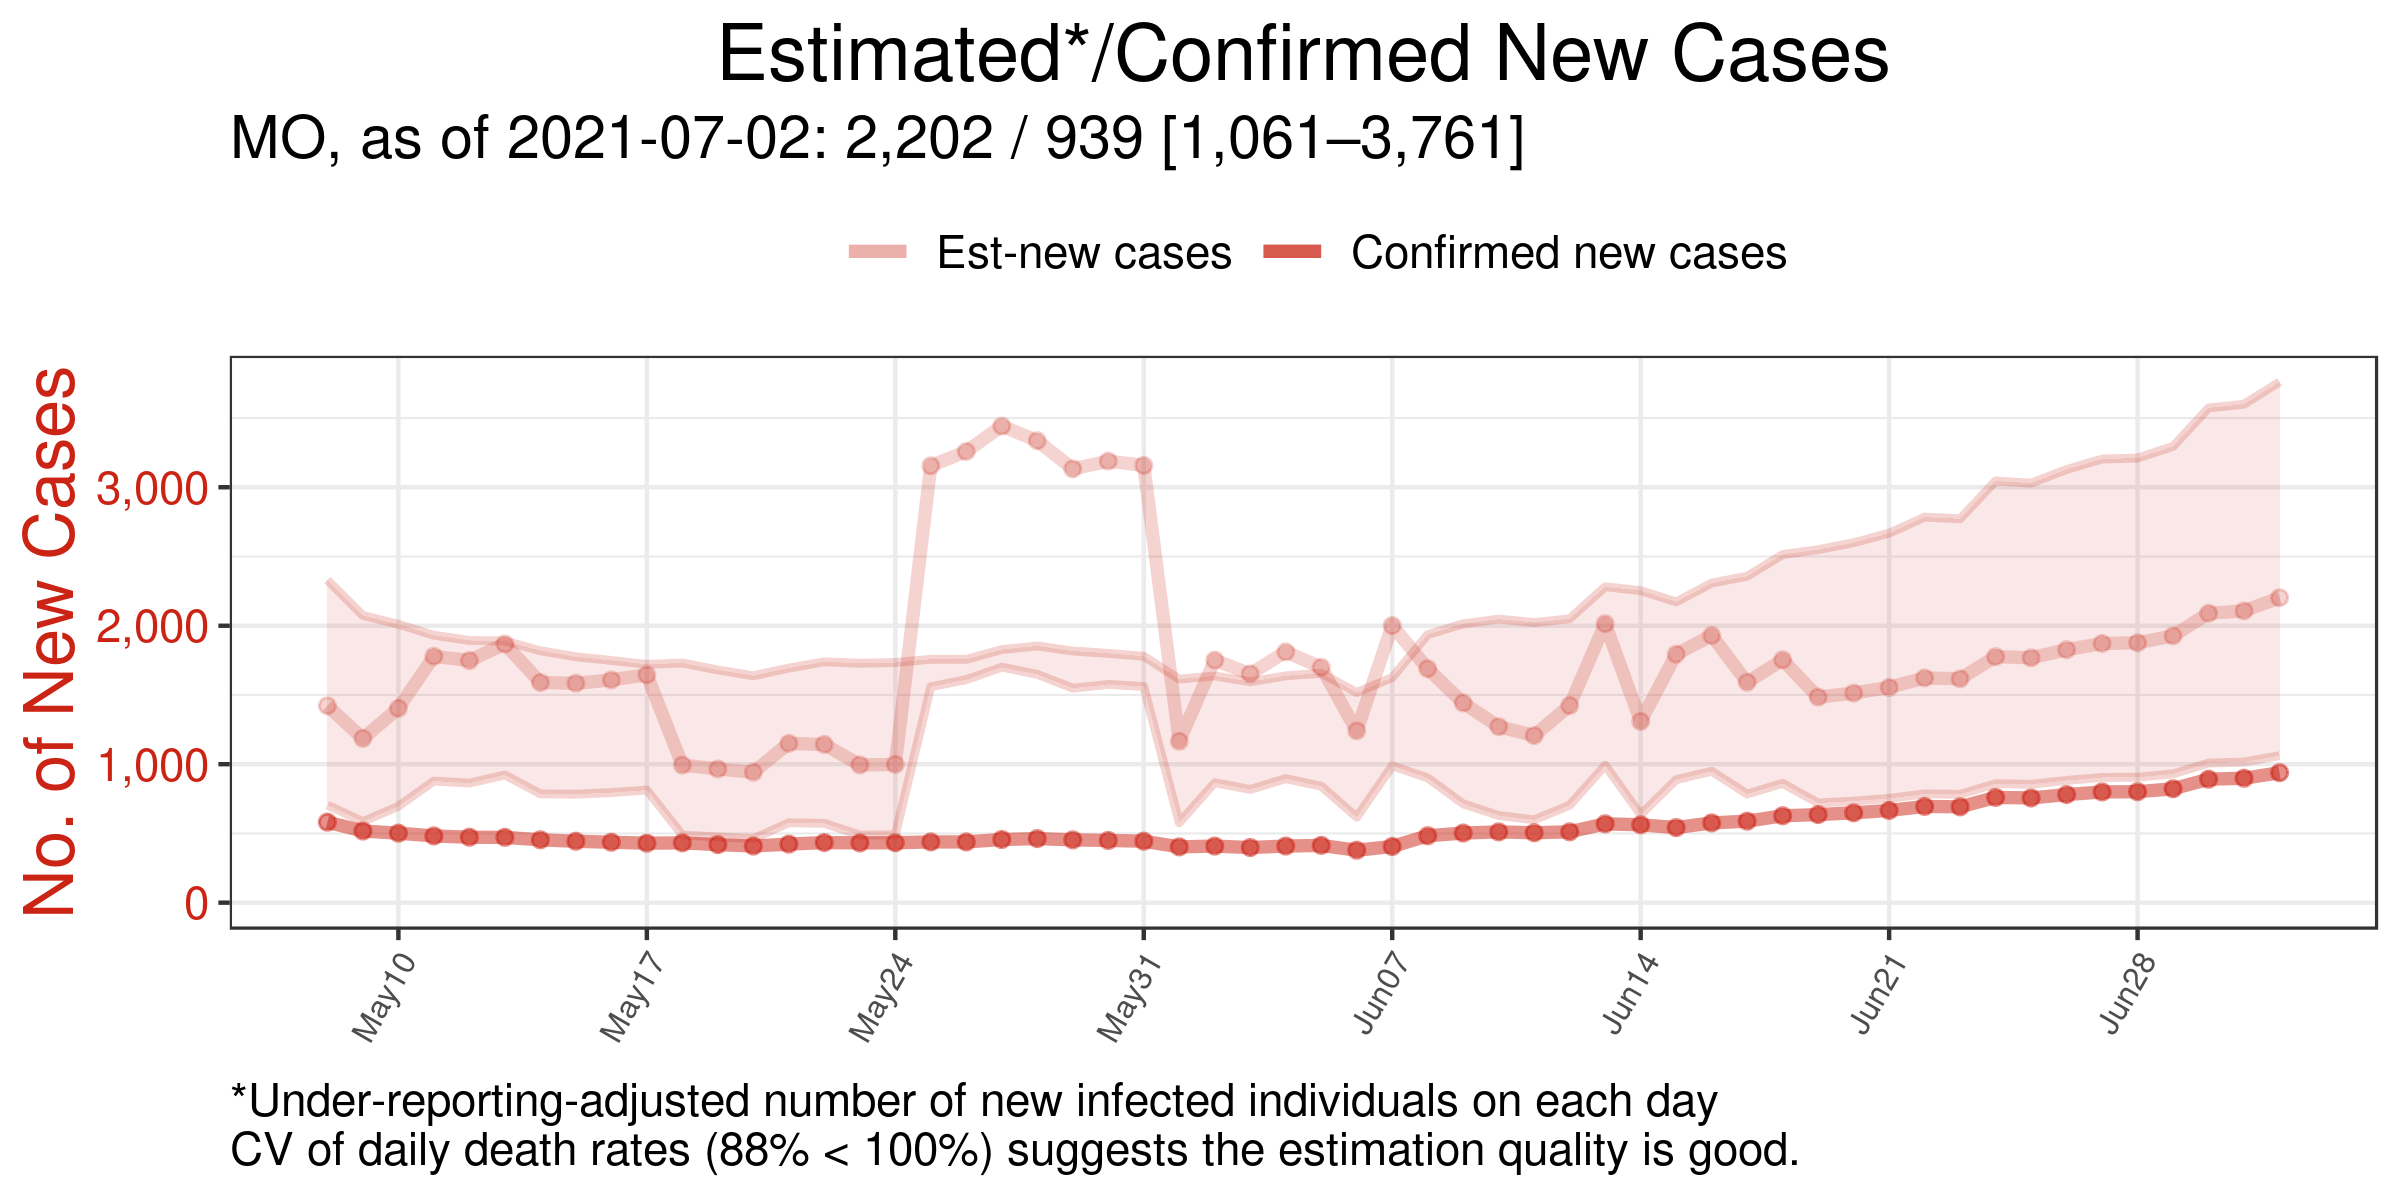 Estimated*/Confirmed New Cases
MO, as of 2021-07-02: 2,202 / 939 [1,061–3,761]
Est-new cases
Confirmed new cases
No. of New Cases
3,000
2,000
1,000
0
May10
May17
May24
May31
Jun07
Jun14
Jun21
Jun28
*Under-reporting-adjusted number of new infected individuals on each day
CV of daily death rates (88% < 100%) suggests the estimation quality is good.